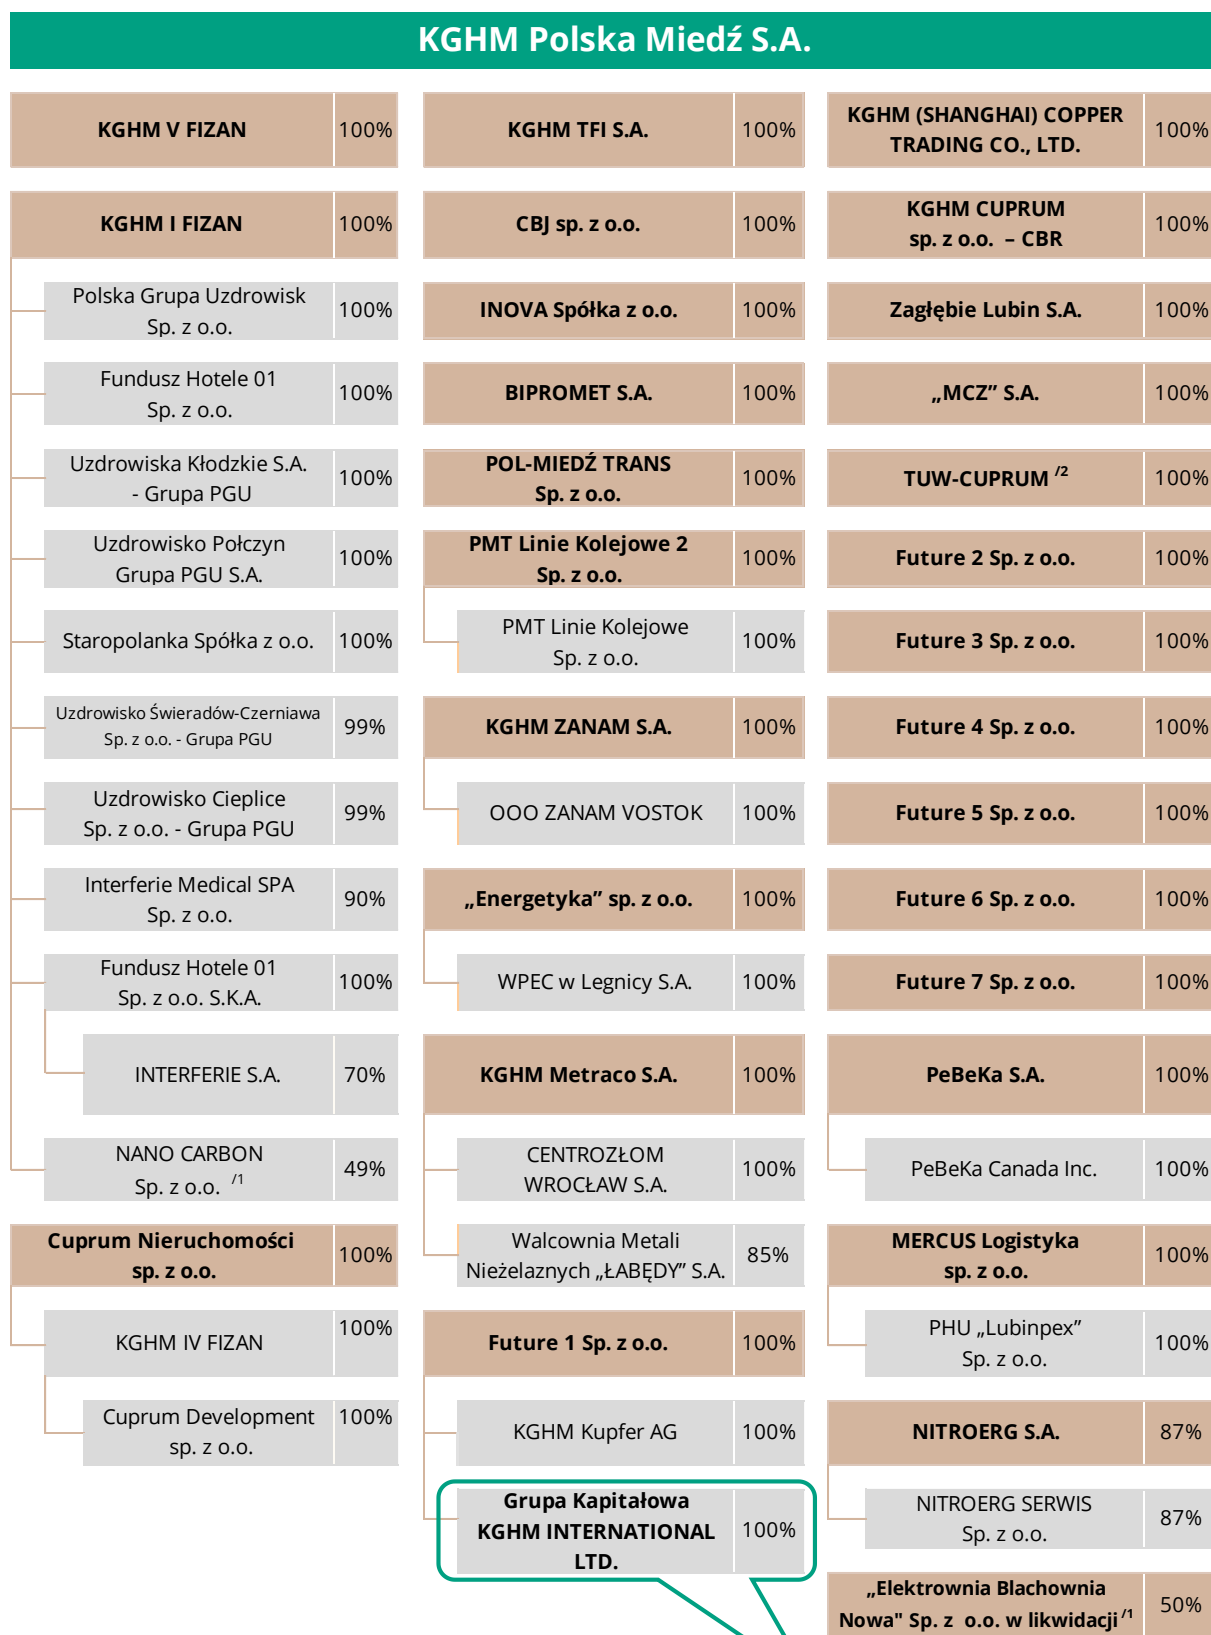 KGHM Polska Miedź S.A.
KGHM V FIZAN 100%
KGHM I FIZAN 100%
Polska Grupa Uzdrowisk
Sp. z o.o. 100%
Fundusz Hotele 01
Sp. z o.o. 100%
Uzdrowiska Kłodzkie S.A.
- Grupa PGU 100%
Uzdrowisko Połczyn
Grupa PGU S.A. 100%
Staropolanka Spółka z o.o. 100%
Uzdrowisko Świeradów-Czerniawa
Sp. z o.o. - Grupa PGU 99%
Uzdrowisko Cieplice
Sp. z o.o. - Grupa PGU 99%
Interferie Medical SPA
Sp. z o.o. 90%
Fundusz Hotele 01
Sp. z o.o. S.K.A. 100%
INTERFERIE S.A. 70%
NANO CARBON
Sp. z o.o. /1 49%
Cuprum Nieruchomości
sp. z o.o. 100%
KGHM IV FIZAN 100%
Cuprum Development
sp. z o.o. 100%
KGHM TFI S.A. 100%
CBJ sp. z o.o. 100%
INOVA Spółka z o.o. 100%
BIPROMET S.A. 100%
POL-MIEDŹ TRANS
Sp. z o.o. 100%
PMT Linie Kolejowe 2
Sp. z o.o. 100%
PMT Linie Kolejowe
Sp. z o.o. 100%
KGHM ZANAM S.A. 100%
OOO ZANAM VOSTOK 100%
„Energetyka” sp. z o.o. 100%
WPEC w Legnicy S.A. 100%
KGHM Metraco S.A. 100%
CENTROZŁOM
WROCŁAW S.A. 100%
Walcownia Metali
Nieżelaznych „ŁABĘDY” S.A. 85%
Future 1 Sp. z o.o. 100%
KGHM Kupfer AG 100%
Grupa Kapitałowa
KGHM INTERNATIONAL
LTD. 100%
KGHM (SHANGHAI) COPPER
TRADING CO., LTD. 100%
KGHM CUPRUM
sp. z o.o. – CBR 100%
Zagłębie Lubin S.A. 100%
„MCZ” S.A. 100%
TUW-CUPRUM /2 100%
Future 2 Sp. z o.o. 100%
Future 3 Sp. z o.o. 100%
Future 4 Sp. z o.o. 100%
Future 5 Sp. z o.o. 100%
Future 6 Sp. z o.o. 100%
Future 7 Sp. z o.o. 100%
PeBeKa S.A. 100%
PeBeKa Canada Inc. 100%
MERCUS Logistyka
sp. z o.o. 100%
PHU „Lubinpex”
Sp. z o.o. 100%
NITROERG S.A. 87%
NITROERG SERWIS
Sp. z o.o. 87%
„Elektrownia Blachownia
Nowa" Sp. z o.o. w likwidacji /1 50%